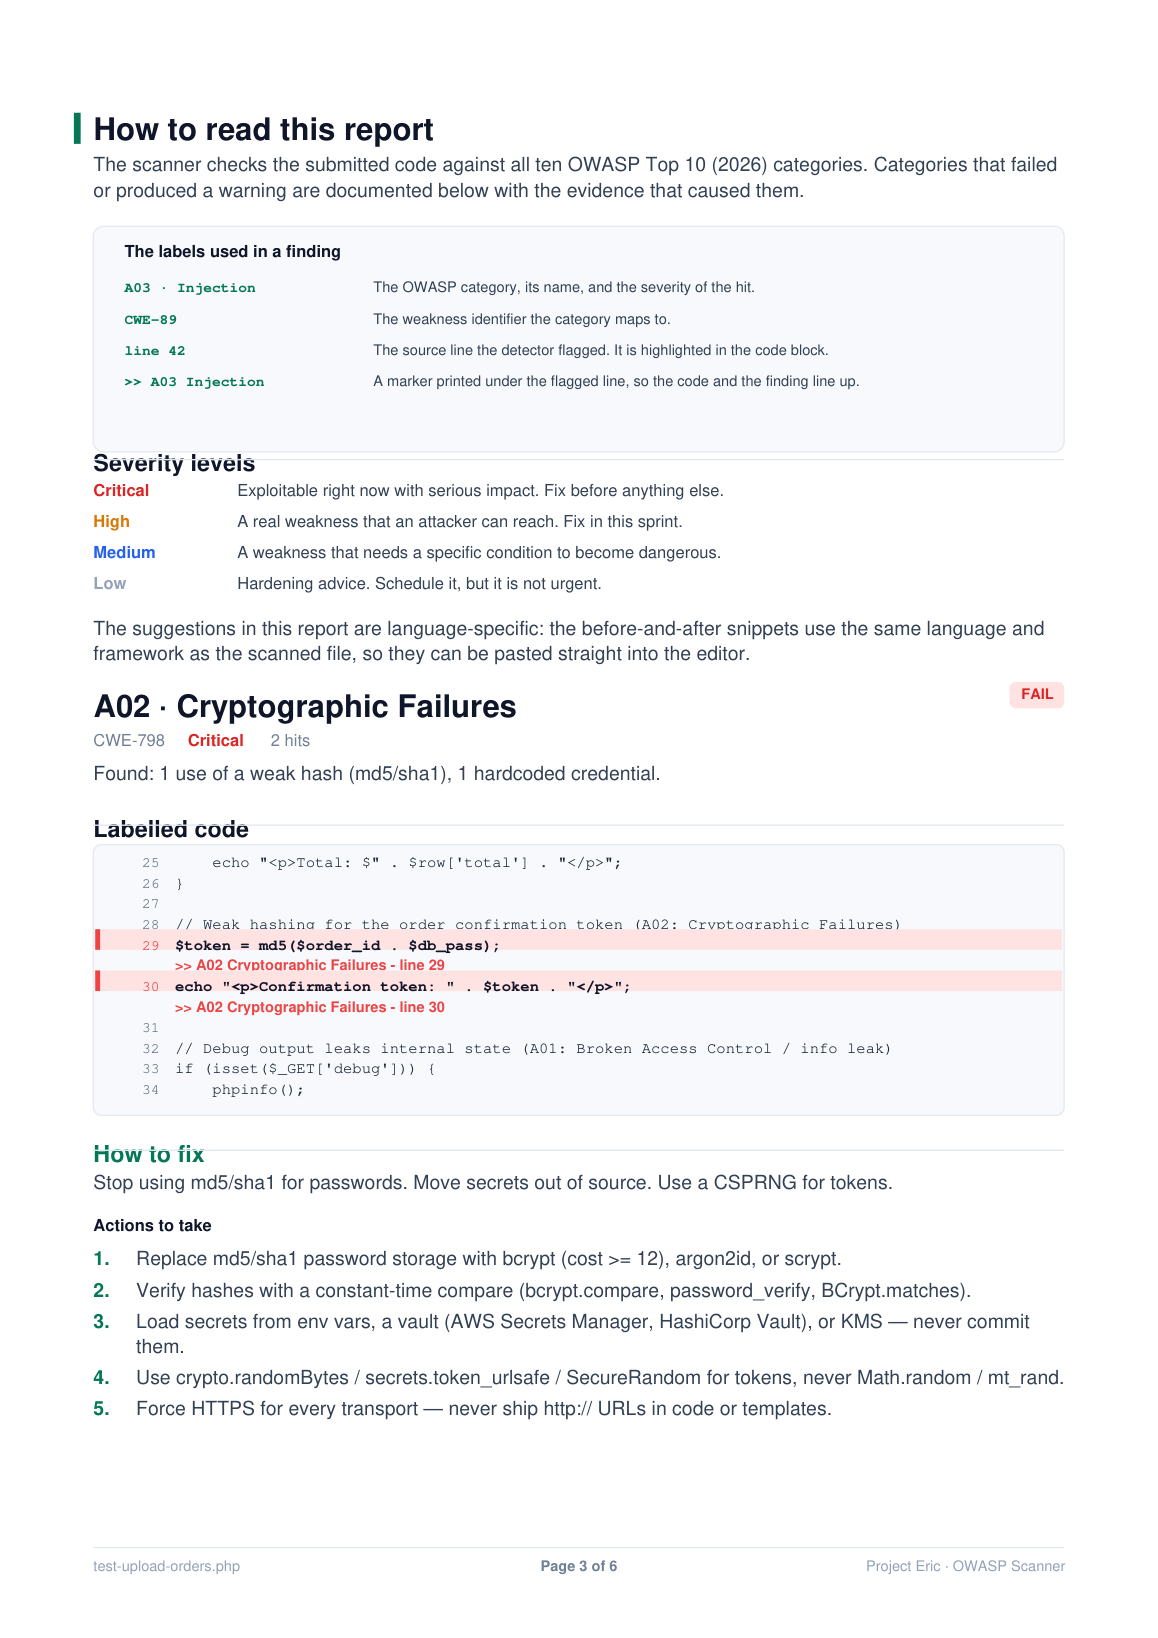 How to read this report
The scanner checks the submitted code against all ten OWASP Top 10 (2026) categories. Categories that failed
or produced a warning are documented below with the evidence that caused them.
The labels used in a finding
A03 · Injection The OWASP category, its name, and the severity of the hit.
CWE-89 The weakness identifier the category maps to.
line 42 The source line the detector flagged. It is highlighted in the code block.
>> A03 Injection A marker printed under the flagged line, so the code and the finding line up.
Severity levels
Critical Exploitable right now with serious impact. Fix before anything else.
High A real weakness that an attacker can reach. Fix in this sprint.
Medium A weakness that needs a specific condition to become dangerous.
Low Hardening advice. Schedule it, but it is not urgent.
The suggestions in this report are language-specific: the before-and-after snippets use the same language and
framework as the scanned file, so they can be pasted straight into the editor.
A02 · Cryptographic Failures FAIL
CWE-798 Critical 2 hits
Found: 1 use of a weak hash (md5/sha1), 1 hardcoded credential.
Labelled code
25     echo "<p>Total: $" . $row['total'] . "</p>";
26 }
27
28 // Weak hashing for the order confirmation token (A02: Cryptographic Failures)
29 $token = md5($order_id . $db_pass);
>> A02 Cryptographic Failures - line 29
30 echo "<p>Confirmation token: " . $token . "</p>";
>> A02 Cryptographic Failures - line 30
31
32 // Debug output leaks internal state (A01: Broken Access Control / info leak)
33 if (isset($_GET['debug'])) {
34     phpinfo();
How to fix
Stop using md5/sha1 for passwords. Move secrets out of source. Use a CSPRNG for tokens.
Actions to take
1. Replace md5/sha1 password storage with bcrypt (cost >= 12), argon2id, or scrypt.
2. Verify hashes with a constant-time compare (bcrypt.compare, password_verify, BCrypt.matches).
3. Load secrets from env vars, a vault (AWS Secrets Manager, HashiCorp Vault), or KMS — never commit
them.
4. Use crypto.randomBytes / secrets.token_urlsafe / SecureRandom for tokens, never Math.random / mt_rand.
5. Force HTTPS for every transport — never ship http:// URLs in code or templates.
test-upload-orders.php Page 3 of 6 Project Eric · OWASP Scanner